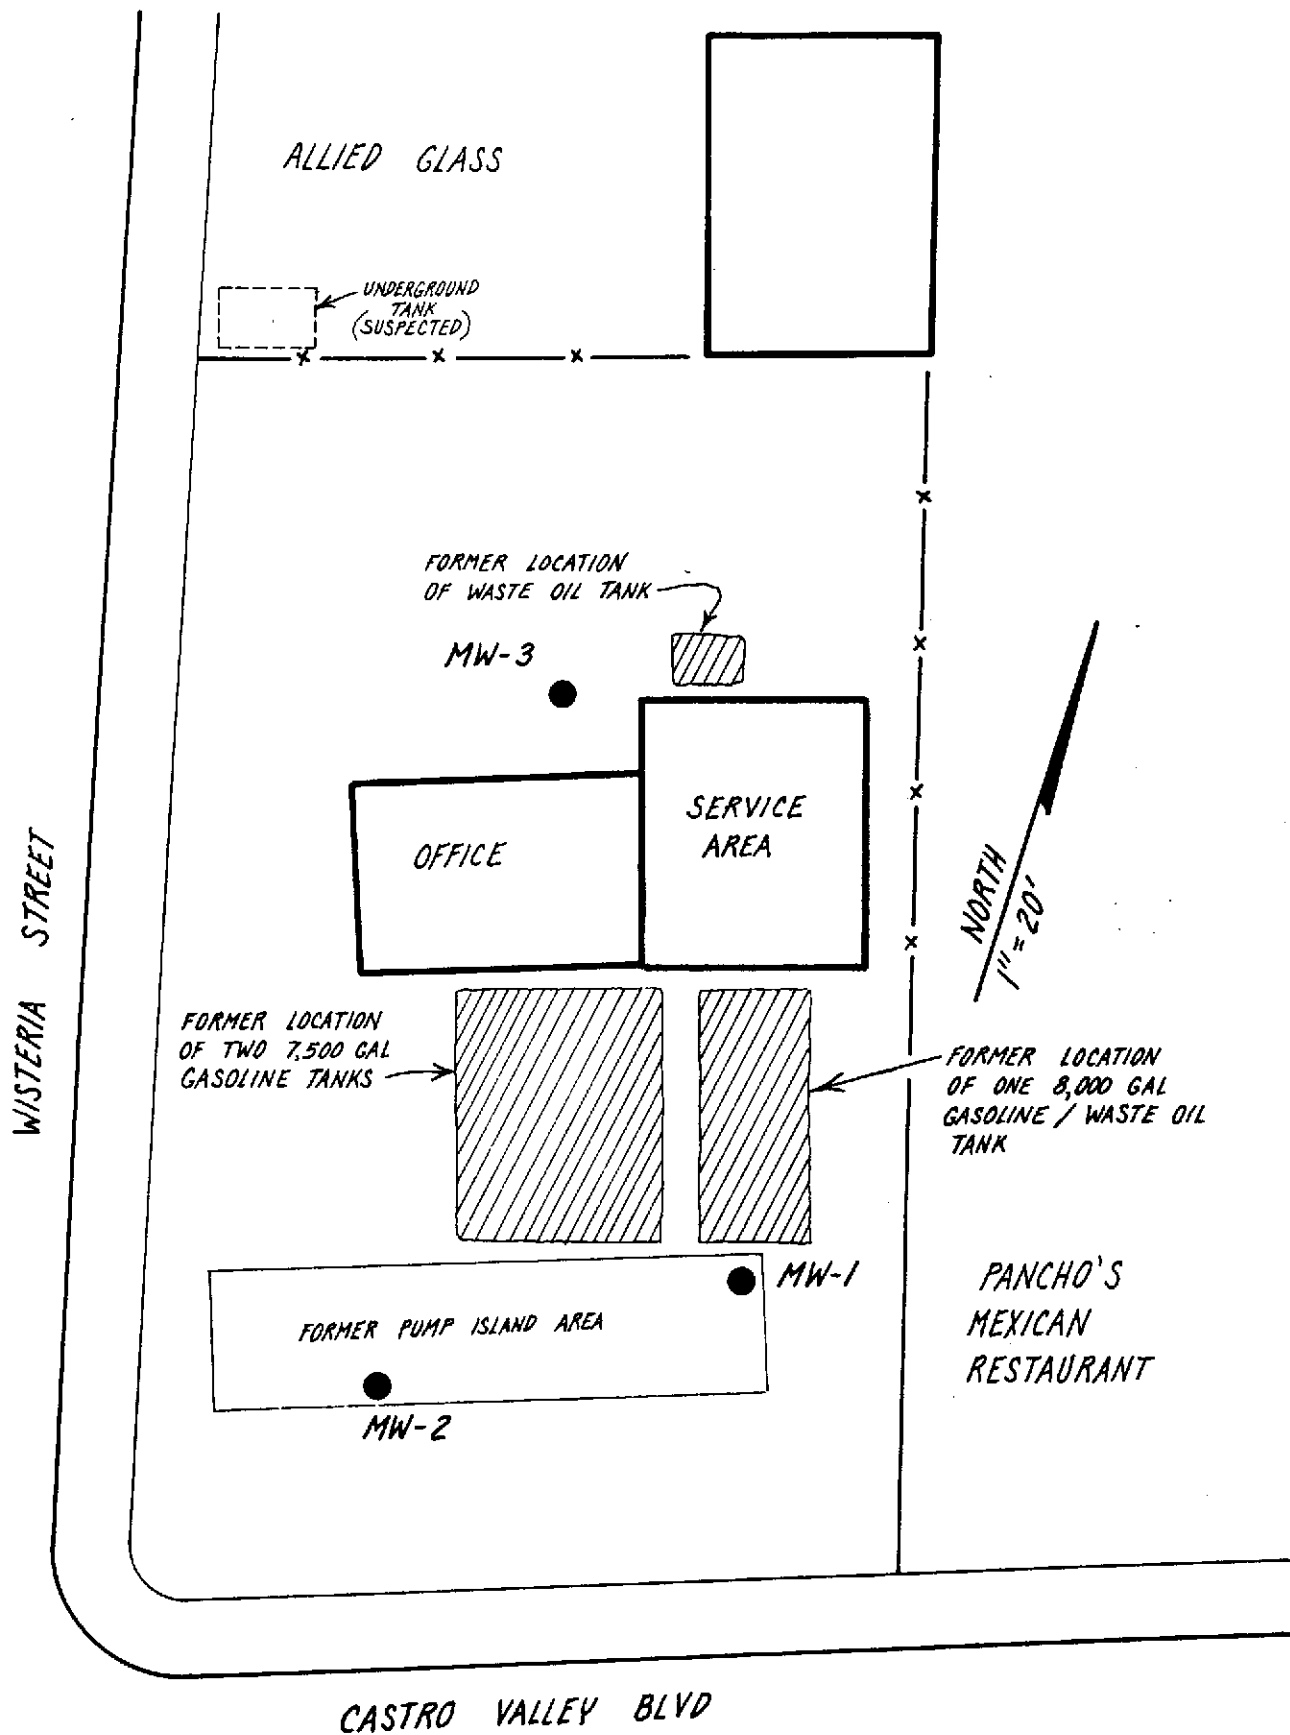 ALLIED GLASS
UNDERGROUND
TANK
(SUSPECTED)
FORMER LOCATION
OF WASTE OIL TANK
MW-3
SERVICE
AREA
OFFICE
NORTH
1" = 20'
WISTERIA STREET
FORMER LOCATION
OF TWO 7,500 GAL
GASOLINE TANKS
FORMER LOCATION
OF ONE 8,000 GAL
GASOLINE / WASTE OIL
TANK
MW-1
FORMER PUMP ISLAND AREA
MW-2
PANCHO'S
MEXICAN
RESTAURANT
CASTRO VALLEY BLVD